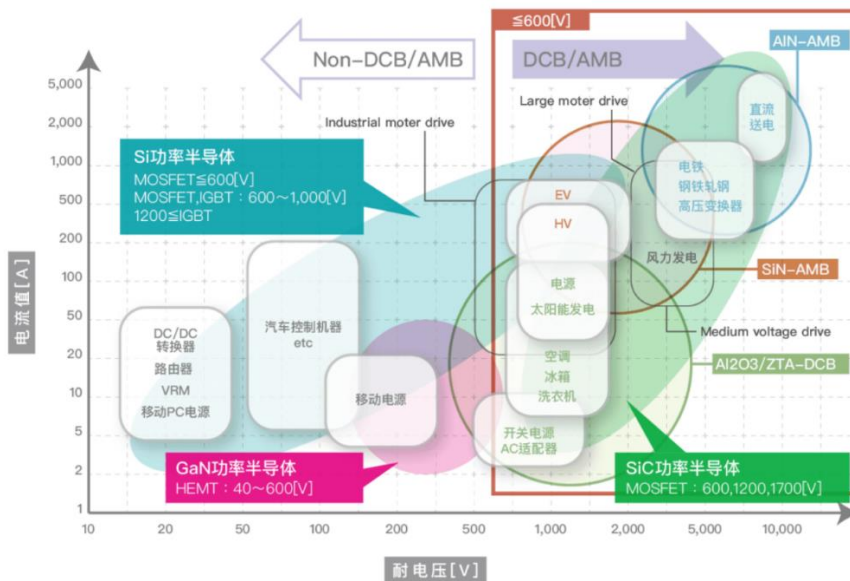 ≦600[V]
Non-DCB/AMB
DCB/AMB
AlN-AMB
5,000
2,000
1,000
500
200
100
50
20
10
5
2
1
电流值[A]
Industrial moter drive
Large moter drive
直流
送电
Si功率半导体
MOSFET≦600[V]
MOSFET,IGBT：600～1,000[V]
1200≦IGBT
EV
HV
电铁
钢铁轧钢
高压变换器
风力发电
SiN-AMB
电源
太阳能发电
Medium voltage drive
DC/DC
转换器
路由器
VRM
移动PC电源
汽车控制机器
etc
移动电源
空调
冰箱
洗衣机
Al2O3/ZTA-DCB
开关电源
AC适配器
GaN功率半导体
HEMT：40～600[V]
SiC功率半导体
MOSFET：600,1200,1700[V]
10
20
50
100
200
500
1,000
2,000
5,000
10,000
耐电压[V]